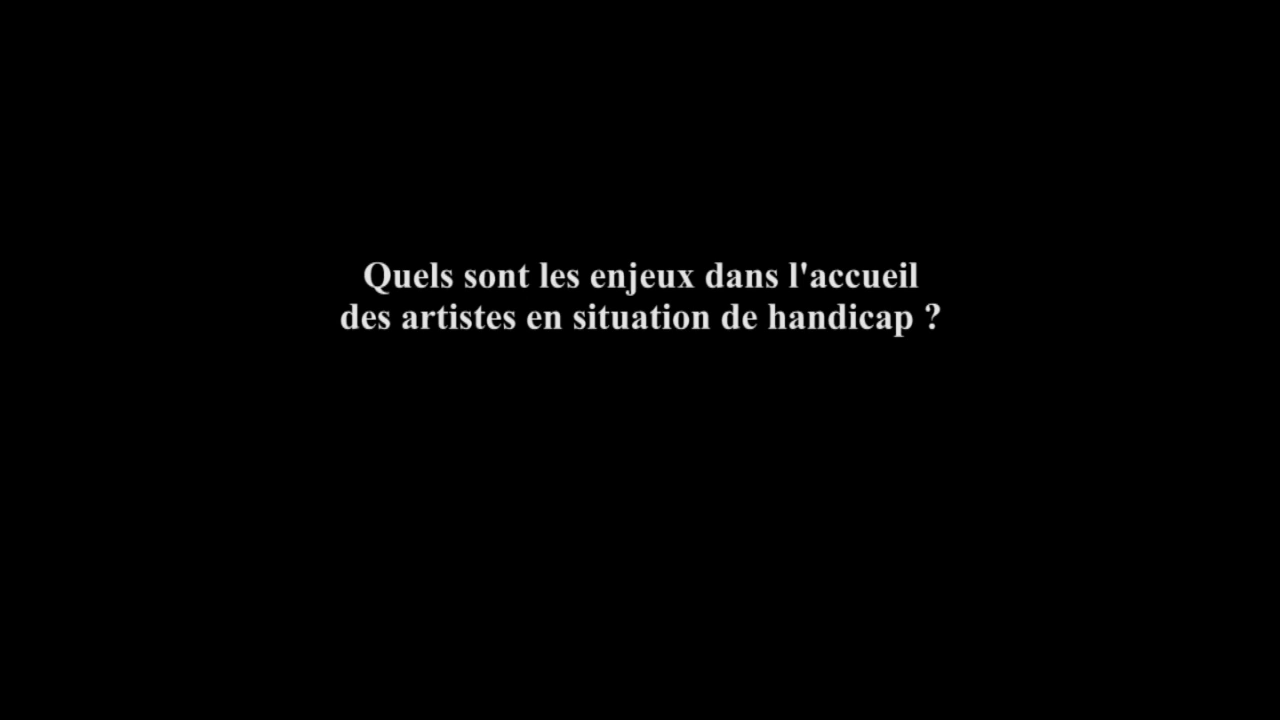 Quels sont les enjeux dans l'accueil
des artistes en situation de handicap ?